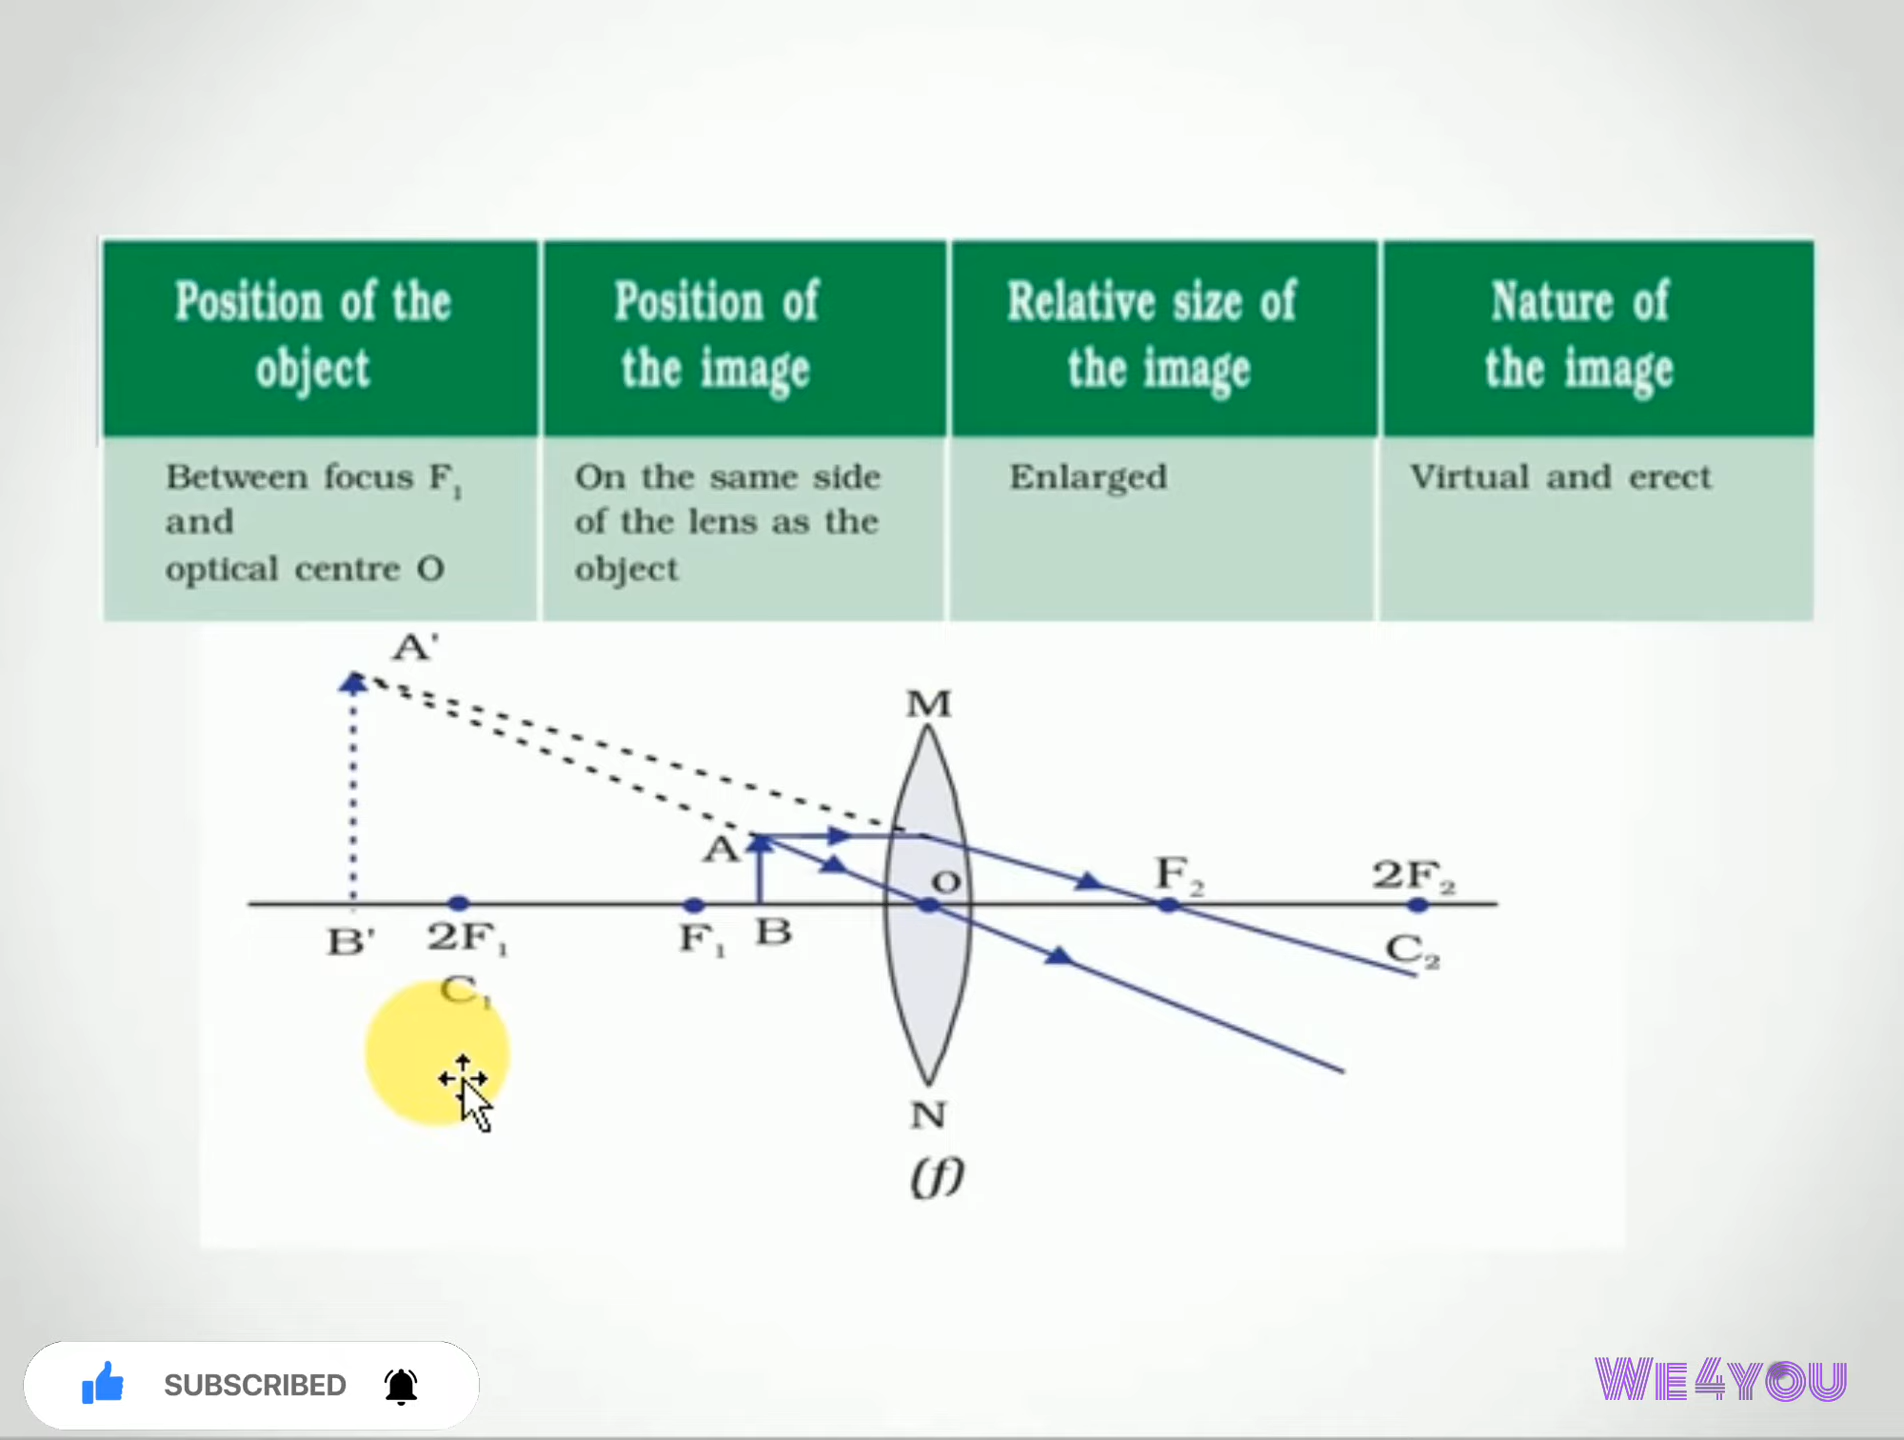 Position of the
object
Position of
the image
Relative size of
the image
Nature of
the image
Between focus F₁
and
optical centre O
On the same side
of the lens as the
object
Enlarged
Virtual and erect
A'
M
A
O
F₂
2F₂
B'
2F₁
F₁
B
C₂
C₁
N
(f)
SUBSCRIBED
WE4YOU